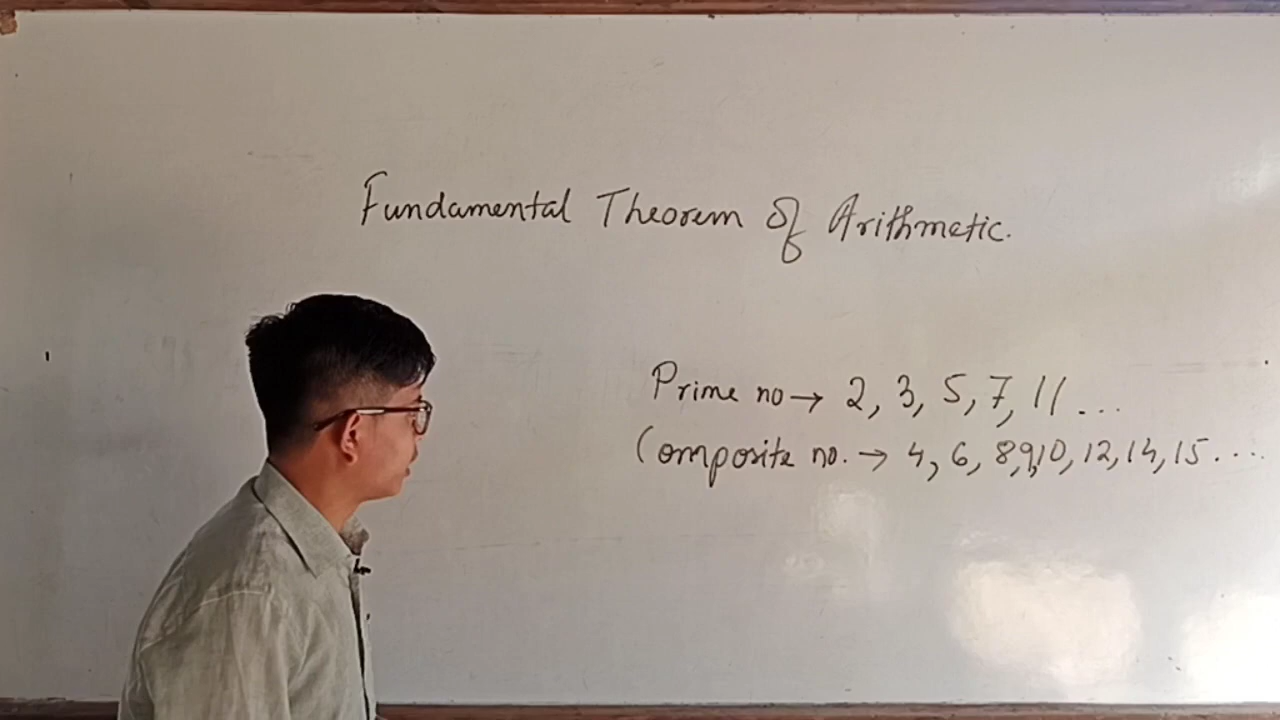 Fundamental Theorem Of Arithmetic.
Prime no → 2, 3, 5, 7, 11 ...
Composite no. → 4, 6, 8, 9, 10, 12, 14, 15 ....